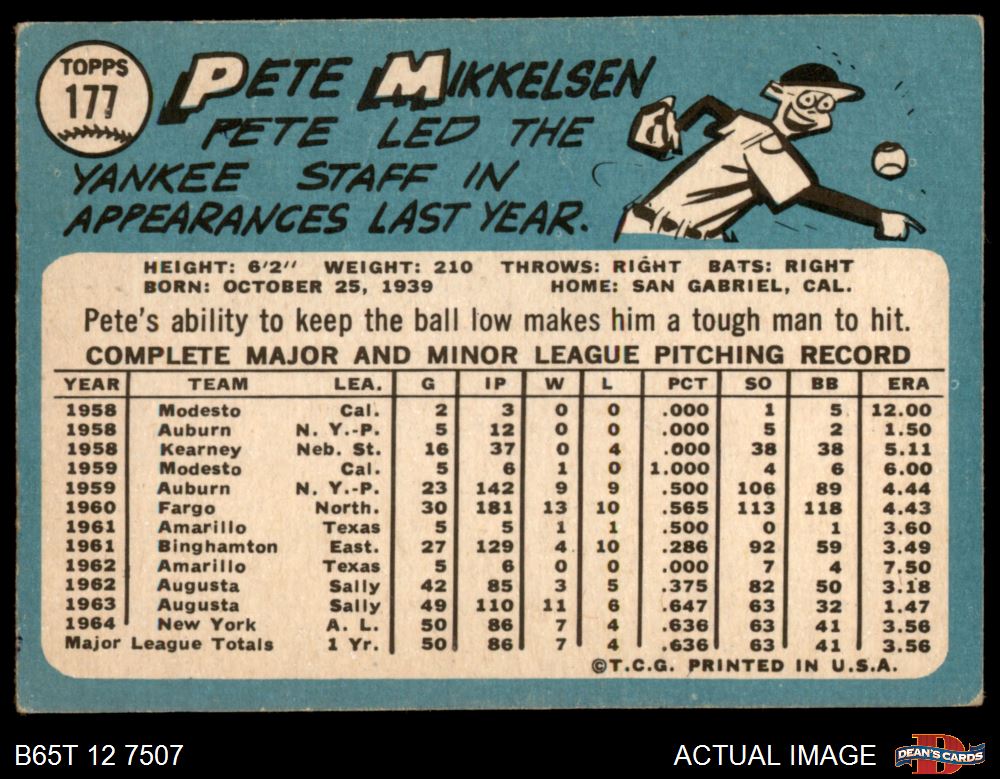 TOPPS
177
PETE MIKKELSEN
PETE LED THE
YANKEE STAFF IN
APPEARANCES LAST YEAR.
HEIGHT: 6'2" WEIGHT: 210 THROWS: RIGHT BATS: RIGHT
BORN: OCTOBER 25, 1939 HOME: SAN GABRIEL, CAL.
Pete's ability to keep the ball low makes him a tough man to hit.
COMPLETE MAJOR AND MINOR LEAGUE PITCHING RECORD
YEAR TEAM LEA. G IP W L PCT SO BB ERA
1958 Modesto Cal. 2 3 0 0 .000 1 5 12.00
1958 Auburn N. Y.-P. 5 12 0 0 .000 5 2 1.50
1958 Kearney Neb. St. 16 37 0 4 .000 38 38 5.11
1959 Modesto Cal. 5 6 1 0 1.000 4 6 6.00
1959 Auburn N. Y.-P. 23 142 9 9 .500 106 89 4.44
1960 Fargo North. 30 181 13 10 .565 113 118 4.43
1961 Amarillo Texas 5 5 1 1 .500 0 1 3.60
1961 Binghamton East. 27 129 4 10 .286 92 59 3.49
1962 Amarillo Texas 5 6 0 0 .000 7 4 7.50
1962 Augusta Sally 42 85 3 5 .375 82 50 3.18
1963 Augusta Sally 49 110 11 6 .647 63 32 1.47
1964 New York A. L. 50 86 7 4 .636 63 41 3.56
Major League Totals 1 Yr. 50 86 7 4 .636 63 41 3.56
©T.C.G. PRINTED IN U.S.A.
B65T 12 7507 ACTUAL IMAGE
D
DEAN'S CARDS